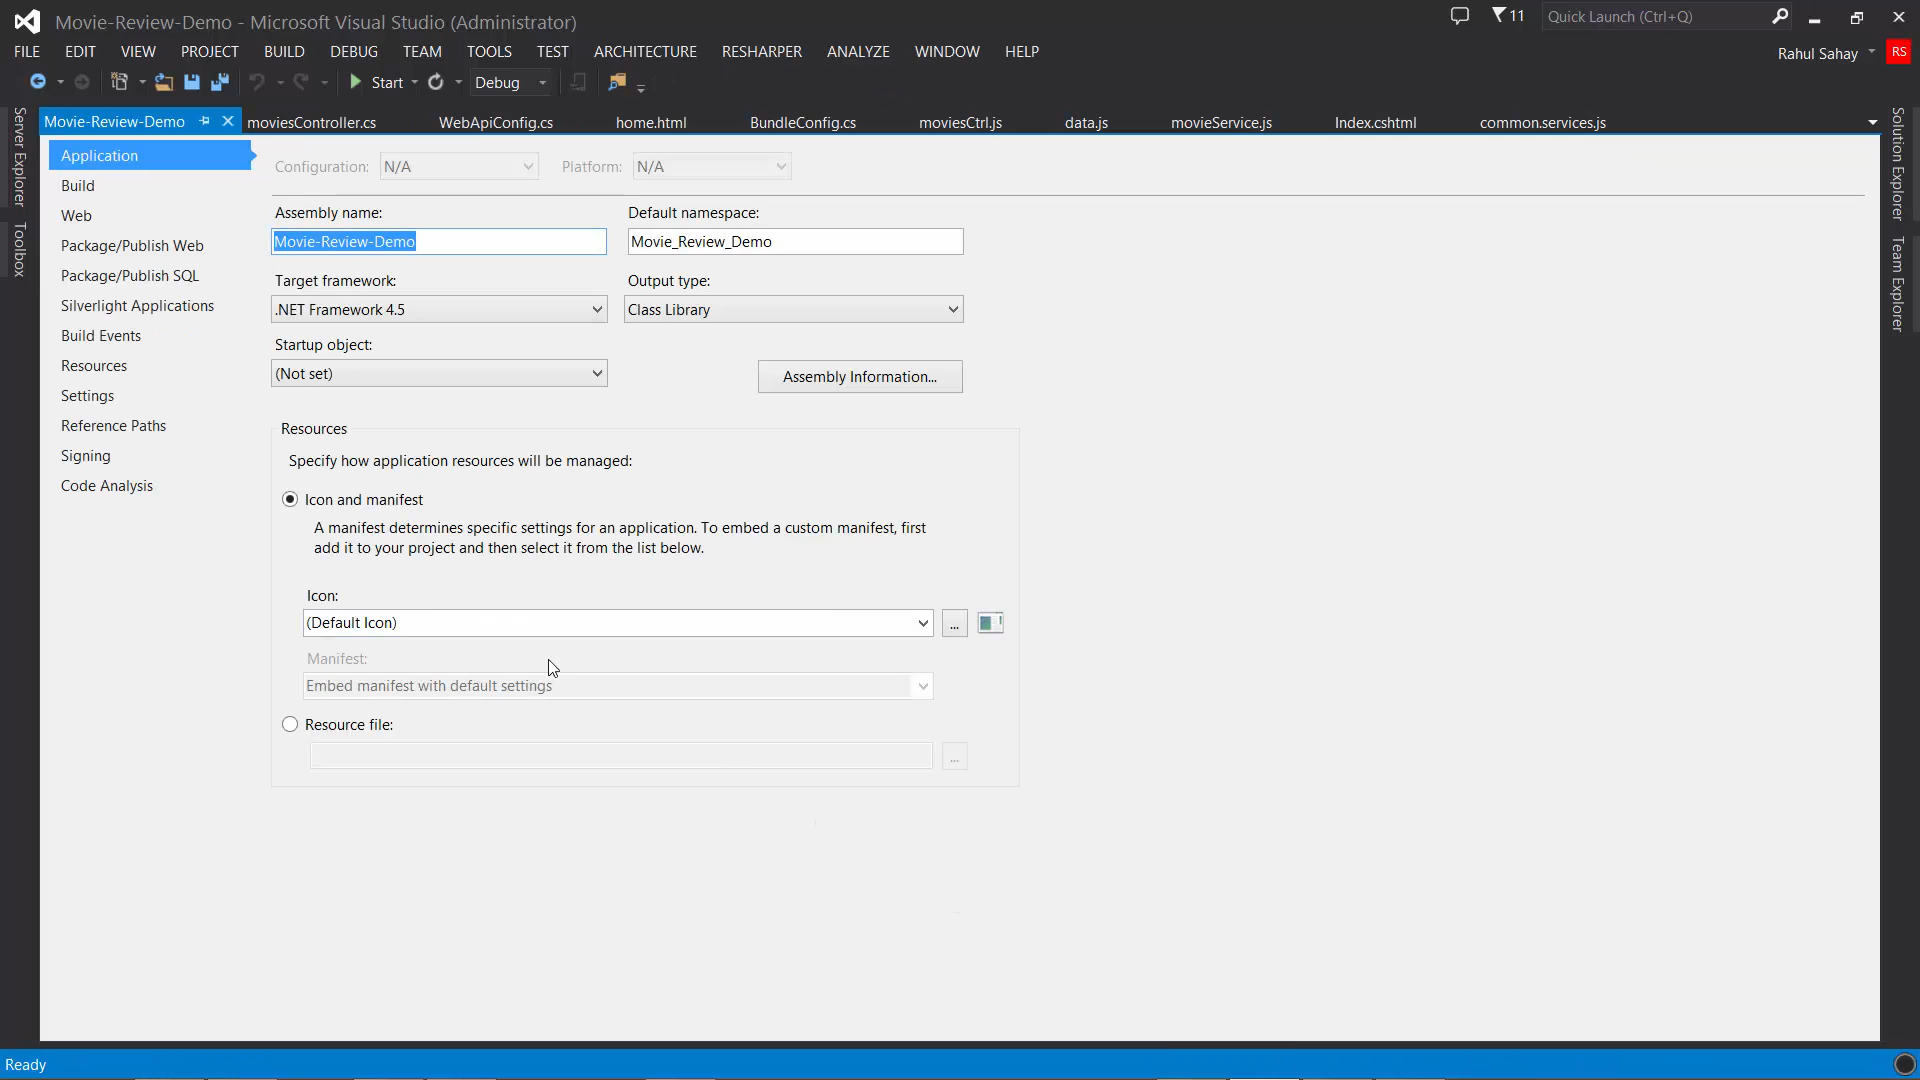 Movie-Review-Demo - Microsoft Visual Studio (Administrator)
11
Quick Launch (Ctrl+Q)
FILE EDIT VIEW PROJECT BUILD DEBUG TEAM TOOLS TEST ARCHITECTURE RESHARPER ANALYZE WINDOW HELP
Rahul Sahay RS
Start Debug
Server Explorer
Toolbox
Movie-Review-Demo moviesController.cs WebApiConfig.cs home.html BundleConfig.cs moviesCtrl.js data.js movieService.js Index.cshtml common.services.js
Solution Explorer
Team Explorer
Application
Build
Web
Package/Publish Web
Package/Publish SQL
Silverlight Applications
Build Events
Resources
Settings
Reference Paths
Signing
Code Analysis
Configuration: N/A Platform: N/A
Assembly name: Default namespace:
Movie-Review-Demo Movie_Review_Demo
Target framework: Output type:
.NET Framework 4.5 Class Library
Startup object:
(Not set) Assembly Information...
Resources
Specify how application resources will be managed:
Icon and manifest
A manifest determines specific settings for an application. To embed a custom manifest, first
add it to your project and then select it from the list below.
Icon:
(Default Icon) ...
Manifest:
Embed manifest with default settings
Resource file:
...
Ready